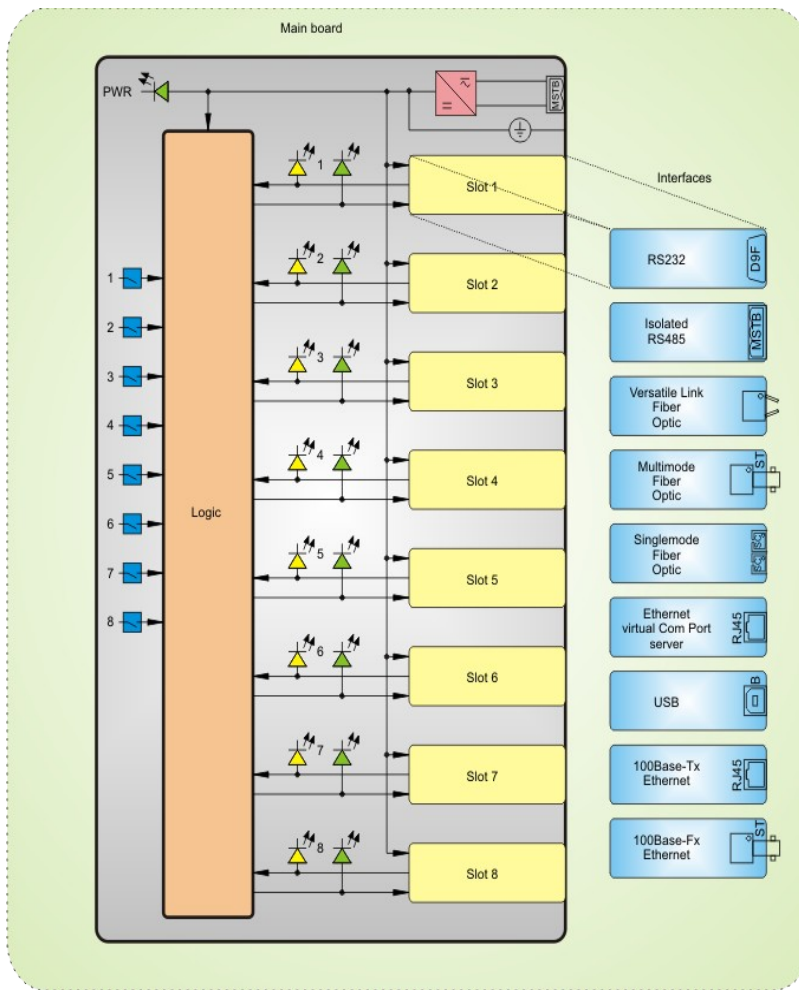 Main board
PWR
MSTB
1
Slot 1
Interfaces
RS232
D9F
2
Slot 2
1
Isolated
RS485
MSTB
2
3
Slot 3
3
Versatile Link
Fiber
Optic
4
4
Slot 4
Multimode
Fiber
Optic
ST
5
Logic
6
Singlemode
Fiber
Optic
SC
SC
5
Slot 5
7
8
Ethernet
virtual Com Port
server
RJ45
6
Slot 6
USB
B
7
Slot 7
100Base-Tx
Ethernet
RJ45
8
Slot 8
100Base-Fx
Ethernet
ST